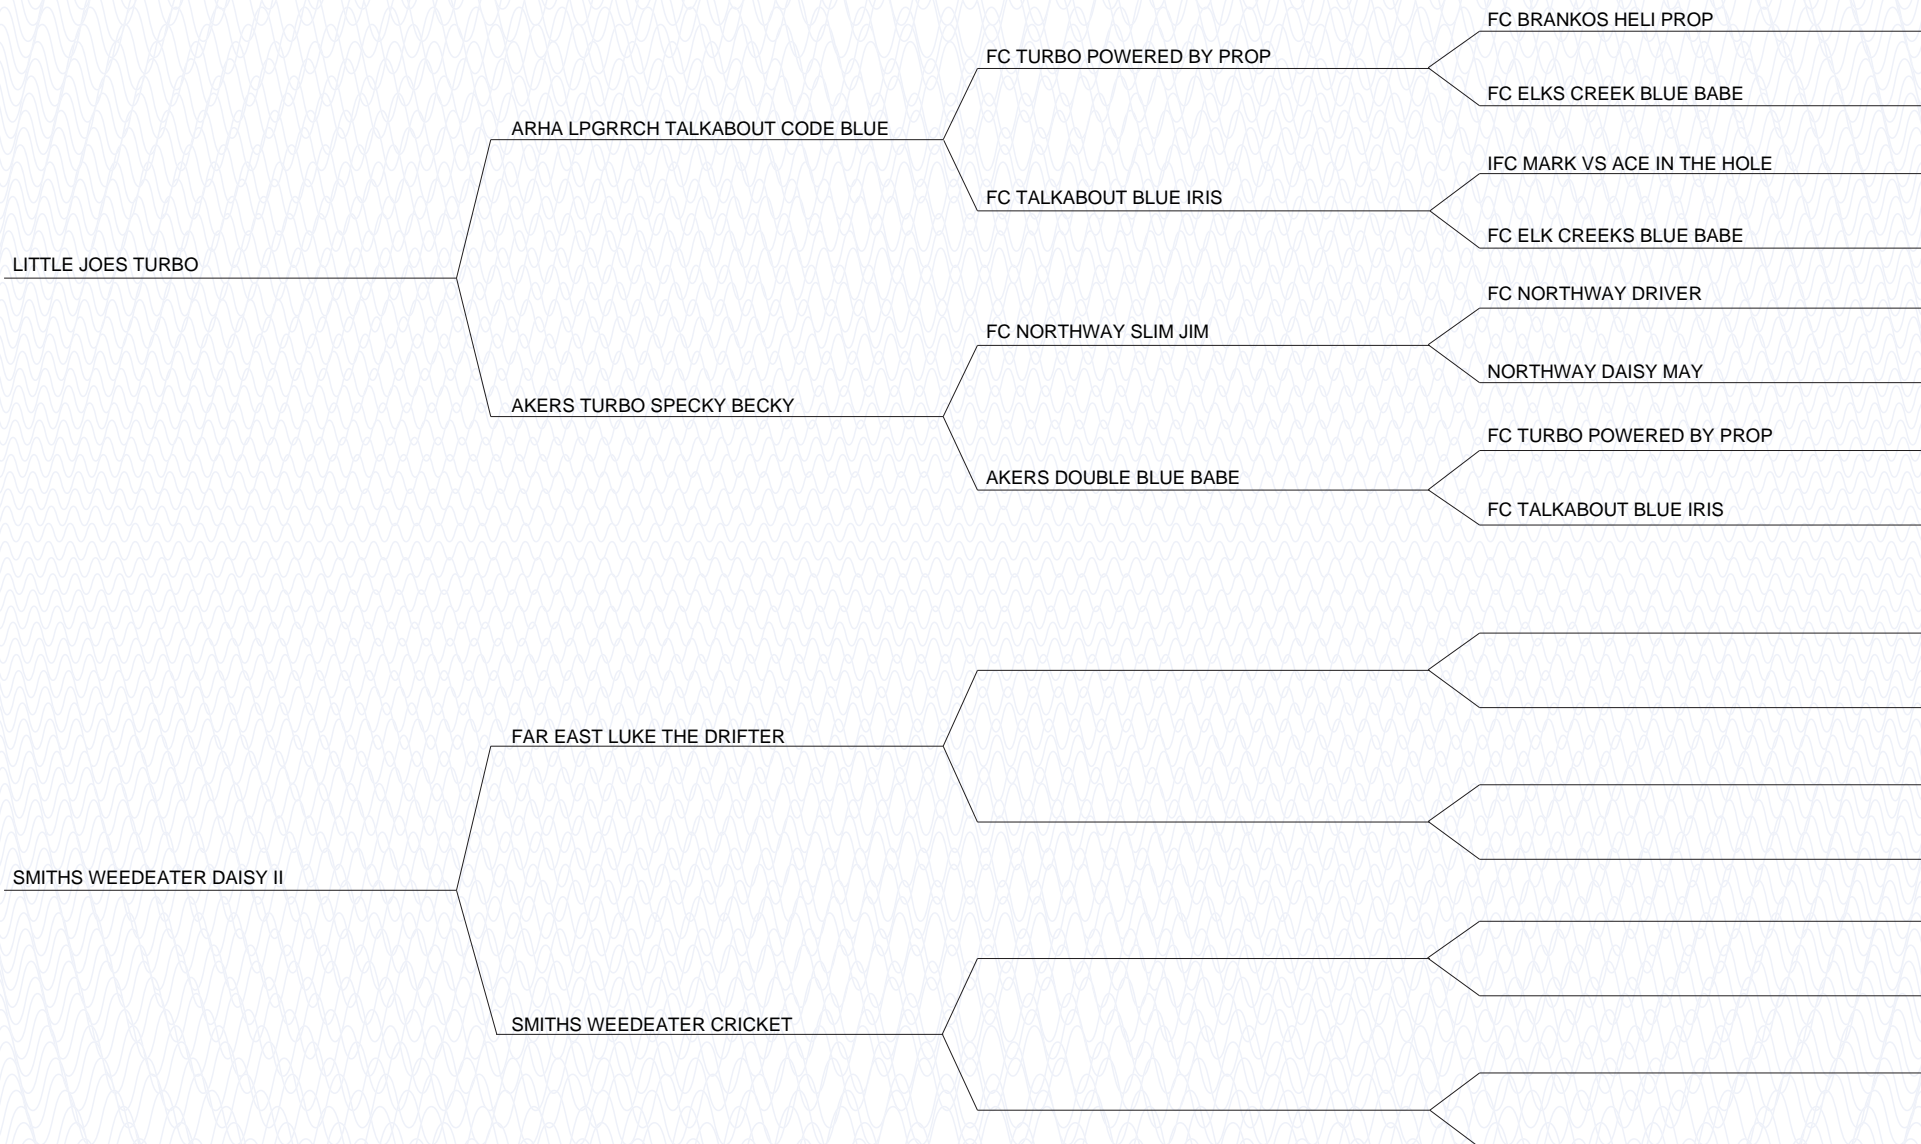 FC BRANKOS HELI PROP
FC TURBO POWERED BY PROP
FC ELKS CREEK BLUE BABE
ARHA LPGRRCH TALKABOUT CODE BLUE
IFC MARK VS ACE IN THE HOLE
FC TALKABOUT BLUE IRIS
FC ELK CREEKS BLUE BABE
LITTLE JOES TURBO
FC NORTHWAY DRIVER
FC NORTHWAY SLIM JIM
NORTHWAY DAISY MAY
AKERS TURBO SPECKY BECKY
FC TURBO POWERED BY PROP
AKERS DOUBLE BLUE BABE
FC TALKABOUT BLUE IRIS
FAR EAST LUKE THE DRIFTER
SMITHS WEEDEATER DAISY II
SMITHS WEEDEATER CRICKET